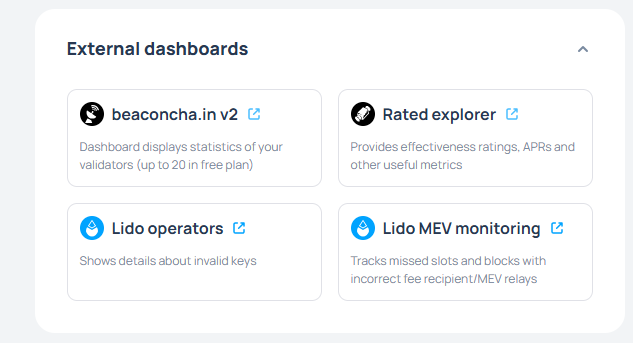 External dashboards
beaconcha.in v2
Dashboard displays statistics of your
validators (up to 20 in free plan)
Rated explorer
Provides effectiveness ratings, APRs and
other useful metrics
Lido operators
Shows details about invalid keys
Lido MEV monitoring
Tracks missed slots and blocks with
incorrect fee recipient/MEV relays